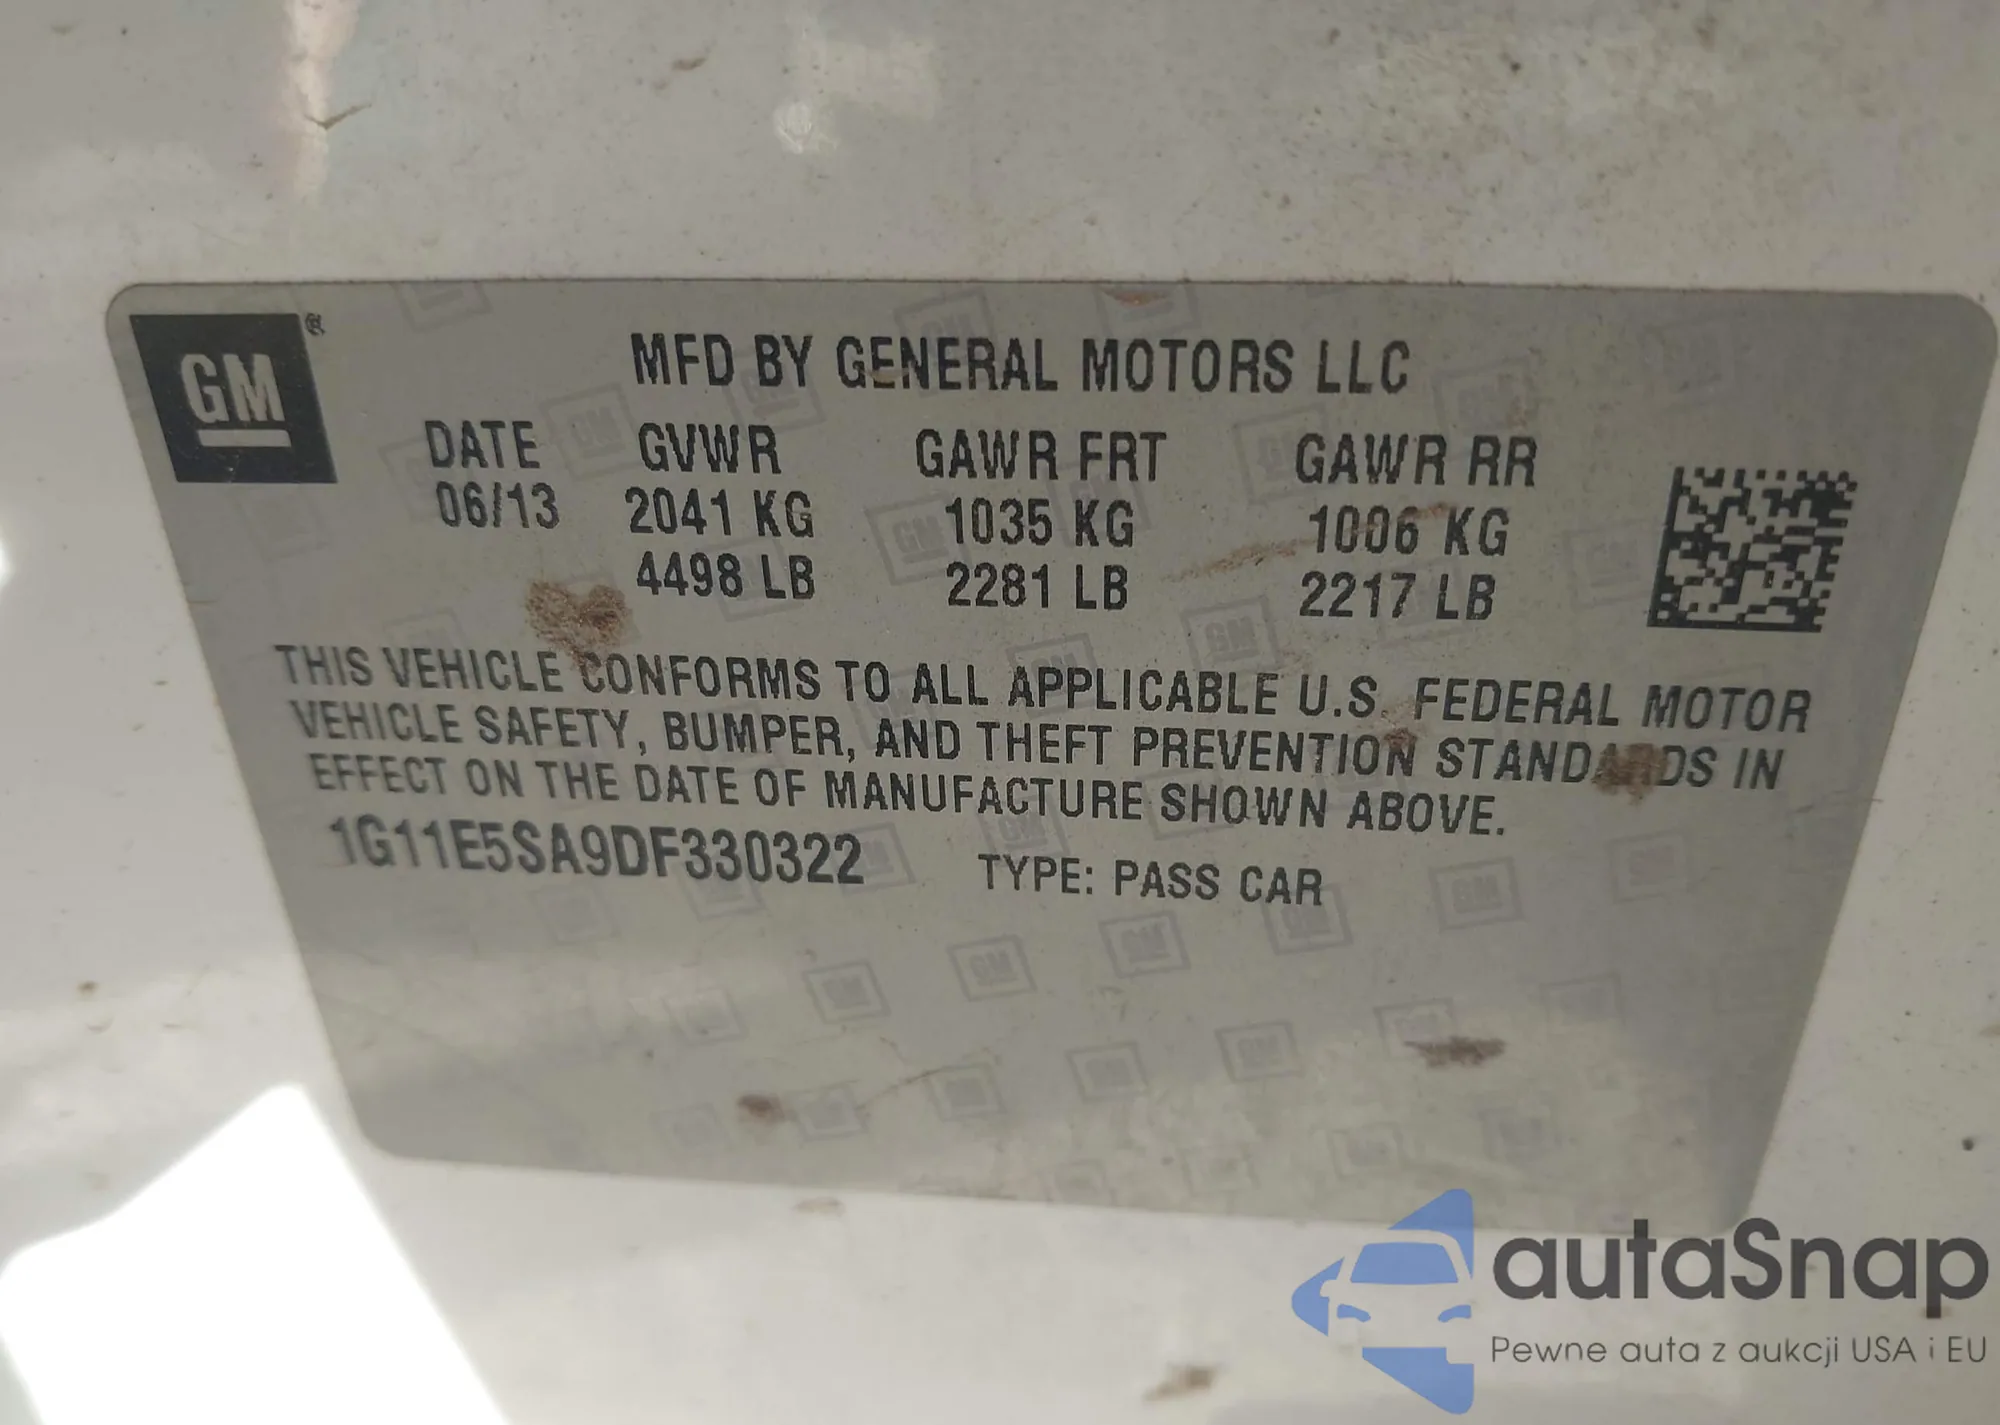 GM ®
MFD BY GENERAL MOTORS LLC
DATE GVWR GAWR FRT GAWR RR
06/13 2041 KG 1035 KG 1006 KG
4498 LB 2281 LB 2217 LB
THIS VEHICLE CONFORMS TO ALL APPLICABLE U.S. FEDERAL MOTOR
VEHICLE SAFETY, BUMPER, AND THEFT PREVENTION STANDARDS IN
EFFECT ON THE DATE OF MANUFACTURE SHOWN ABOVE.
1G11E5SA9DF330322 TYPE: PASS CAR
autaSnap
Pewne auta z aukcji USA i EU